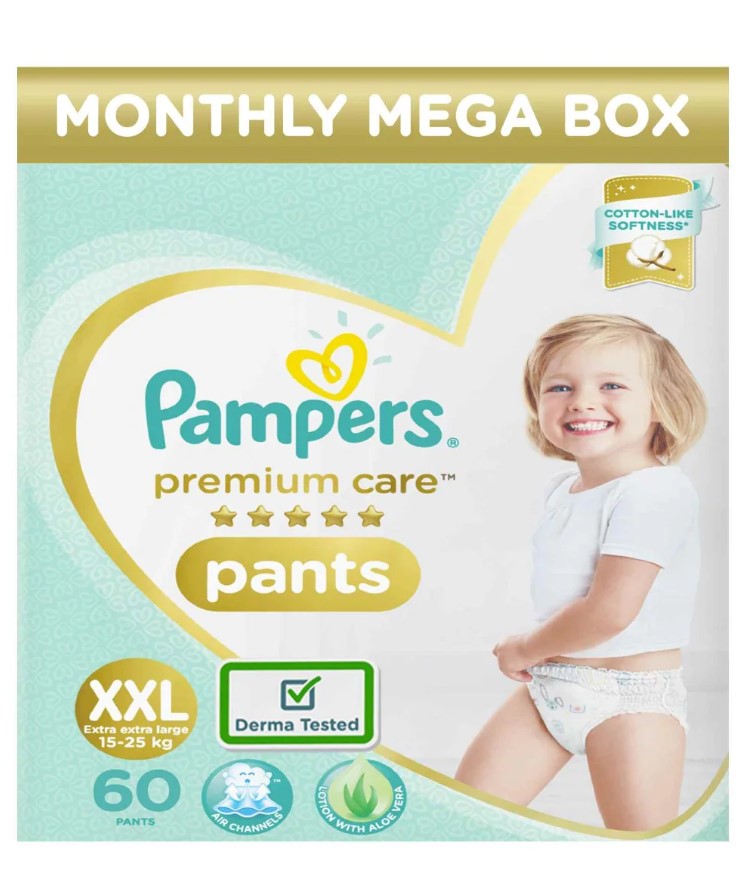 MONTHLY MEGA BOX
COTTON-LIKE
SOFTNESS*
Pampers®
premium care™
pants
XXL
Extra extra large
15-25 kg
Derma Tested
60
PANTS
AIR CHANNELS™
LOTION WITH ALOE VERA